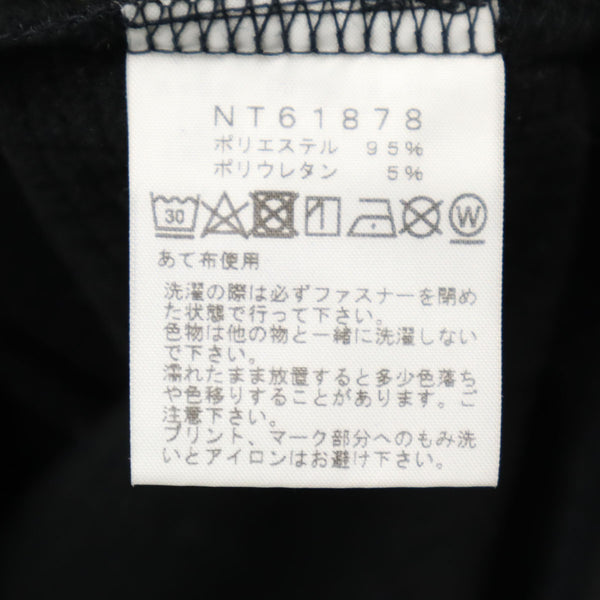 NT61878
ポリエステル 95%
ポリウレタン 5%
30 W
あて布使用
洗濯の際は必ずファスナーを閉め
た状態で行って下さい。
色物は他の物と一緒に洗濯しない
で下さい。
濡れたまま放置すると多少色落ち
や色移りすることがあります。ご
注意下さい。
プリント、マーク部分へのもみ洗
いとアイロンはお避け下さい。